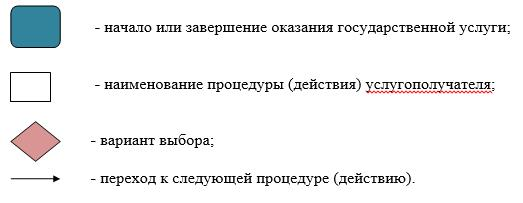 - начало или завершение оказания государственной услуги;
- наименование процедуры (действия) услугополучателя;
- вариант выбора;
- переход к следующей процедуре (действию).